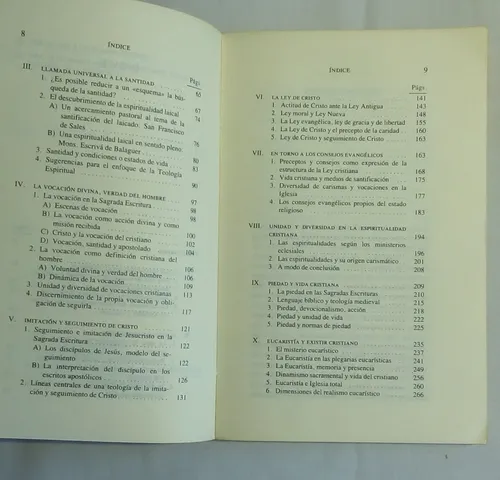 8
ÍNDICE
Págs.
III. LLAMADA UNIVERSAL A LA SANTIDAD 65
1. ¿Es posible reducir a un «esquema» la bús-
queda de la santidad? 67
2. El descubrimiento de la espiritualidad laical 74
A) Un acercamiento pastoral al tema de la
santificación del laicado: San Francisco
de Sales 76
B) Una espiritualidad laical en sentido pleno:
Mons. Escrivá de Balaguer 80
3. Santidad y condiciones o estados de vida 83
4. Sugerencias para el enfoque de la Teología
Espiritual 90
IV. LA VOCACIÓN DIVINA, VERDAD DEL HOMBRE 97
1. La vocación en la Sagrada Escritura 98
A) Escenas de vocación
B) La vocación como acción divina y como
misión recibida 100
C) Cristo y la vocación del cristiano 102
D) Vocación, santidad y apostolado 104
2. La vocación como definición cristiana del
hombre 106
A) Voluntad divina y verdad del hombre 106
B) Dinámica de la vocación 109
3. Unidad y diversidad de vocaciones cristianas 113
4. Discernimiento de la propia vocación y obli-
gación de seguirla 117
V. IMITACIÓN Y SEGUIMIENTO DE CRISTO 121
1. Seguimiento e imitación de Jesucristo en la
Sagrada Escritura 122
A) Los discípulos de Jesús, modelo del se-
guimiento 122
B) La interpretación del discípulo en los
escritos apostólicos 126
2. Líneas centrales de una teología de la imita-
ción y seguimiento de Cristo 131
ÍNDICE
9
Págs.
VI. LA LEY DE CRISTO 141
1. Actitud de Cristo ante la Ley Antigua 143
2. Ley moral y Ley Nueva 148
3. La Ley evangélica, ley de gracia y de libertad 155
4. La Ley de Cristo y el precepto de la caridad 160
5. Ley de Cristo y seguimiento de Cristo 163
VII. EN TORNO A LOS CONSEJOS EVANGÉLICOS 163
1. Preceptos y consejos como expresión de la
estructura de la Ley cristiana 168
2. Vida cristiana y medios de santificación 175
3. Diversidad de carismas y vocaciones en la
Iglesia 177
4. Los consejos evangélicos propios del estado
religioso 183
VIII. UNIDAD Y DIVERSIDAD EN LA ESPIRITUALIDAD
CRISTIANA 194
1. Las espiritualidades según los ministerios
eclesiales 196
2. Las espiritualidades y su origen carismático 201
3. A modo de conclusión 208
IX. PIEDAD Y VIDA CRISTIANA 209
1. La piedad en las Sagradas Escrituras 210
2. Lenguaje bíblico y teología medieval 215
3. Piedad, devocionalismo, acción 218
4. Piedad y unidad de vida 222
5. Piedad y normas de piedad 225
X. EUCARISTÍA Y EXISTIR CRISTIANO 235
1. El misterio eucarístico 237
2. La Eucaristía en las plegarias eucarísticas 241
3. La Eucaristía, memoria y presencia 249
4. Dinamismo sacramental y vida del cristiano 256
5. Eucaristía e Iglesia total 260
6. Dimensiones del realismo eucarístico 266